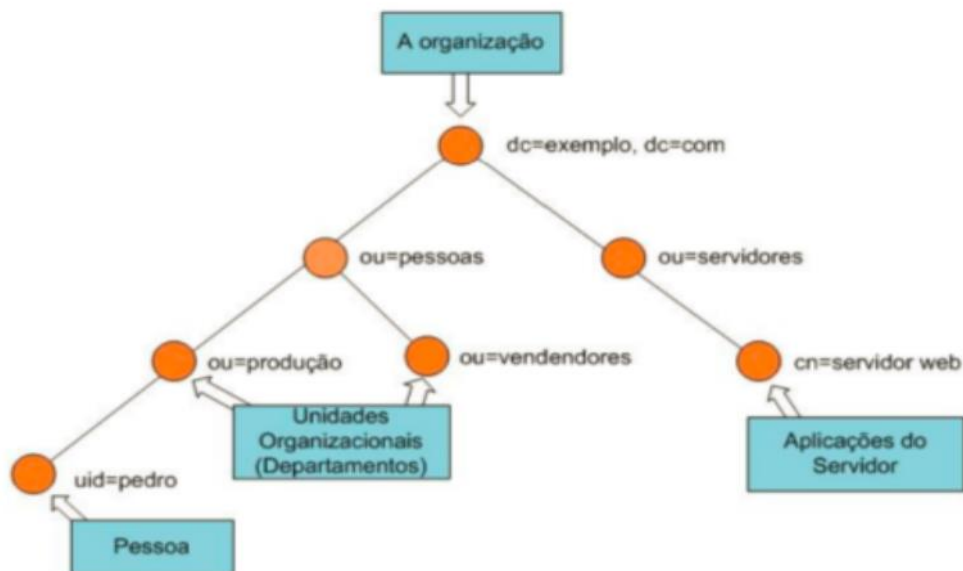 A organização
dc=exemplo, dc=com
ou=pessoas
ou=servidores
ou=produção
ou=vendendores
cn=servidor web
Unidades
Organizacionais
(Departamentos)
Aplicações do
Servidor
uid=pedro
Pessoa